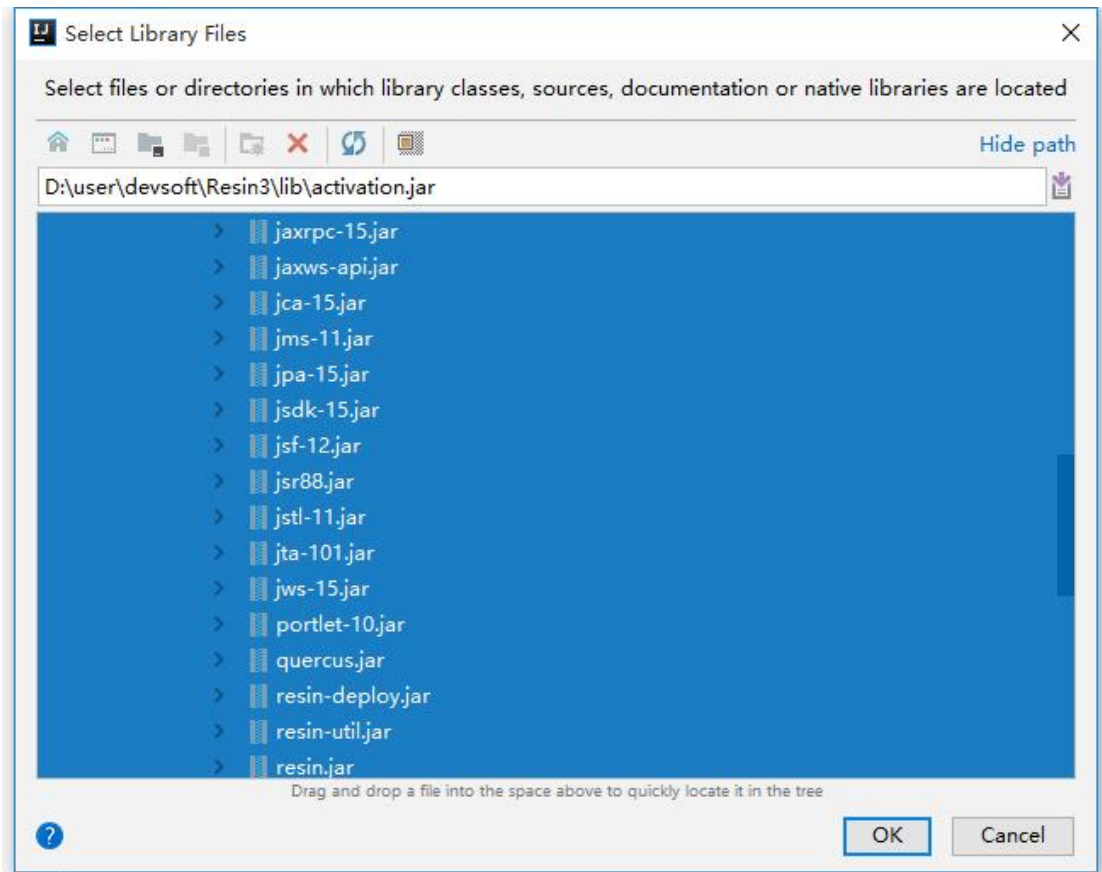 Select Library Files
Select files or directories in which library classes, sources, documentation or native libraries are located
Hide path
D:\user\devsoft\Resin3\lib\activation.jar
jaxrpc-15.jar
jaxws-api.jar
jca-15.jar
jms-11.jar
jpa-15.jar
jsdk-15.jar
jsf-12.jar
jsr88.jar
jstl-11.jar
jta-101.jar
jws-15.jar
portlet-10.jar
quercus.jar
resin-deploy.jar
resin-util.jar
resin.jar
Drag and drop a file into the space above to quickly locate it in the tree
OK Cancel